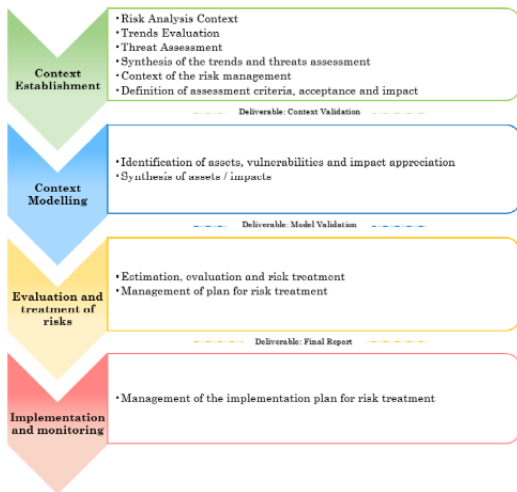 Context
Establishment
•Risk Analysis Context
•Trends Evaluation
•Threat Assessment
•Synthesis of the trends and threats assessment
•Context of the risk management
•Definition of assessment criteria, acceptance and impact
Deliverable: Context Validation
Context
Modelling
•Identification of assets, vulnerabilities and impact appreciation
•Synthesis of assets / impacts
Deliverable: Model Validation
Evaluation and
treatment of
risks
•Estimation, evaluation and risk treatment
•Management of plan for risk treatment
Deliverable: Final Report
Implementation
and monitoring
•Management of the implementation plan for risk treatment